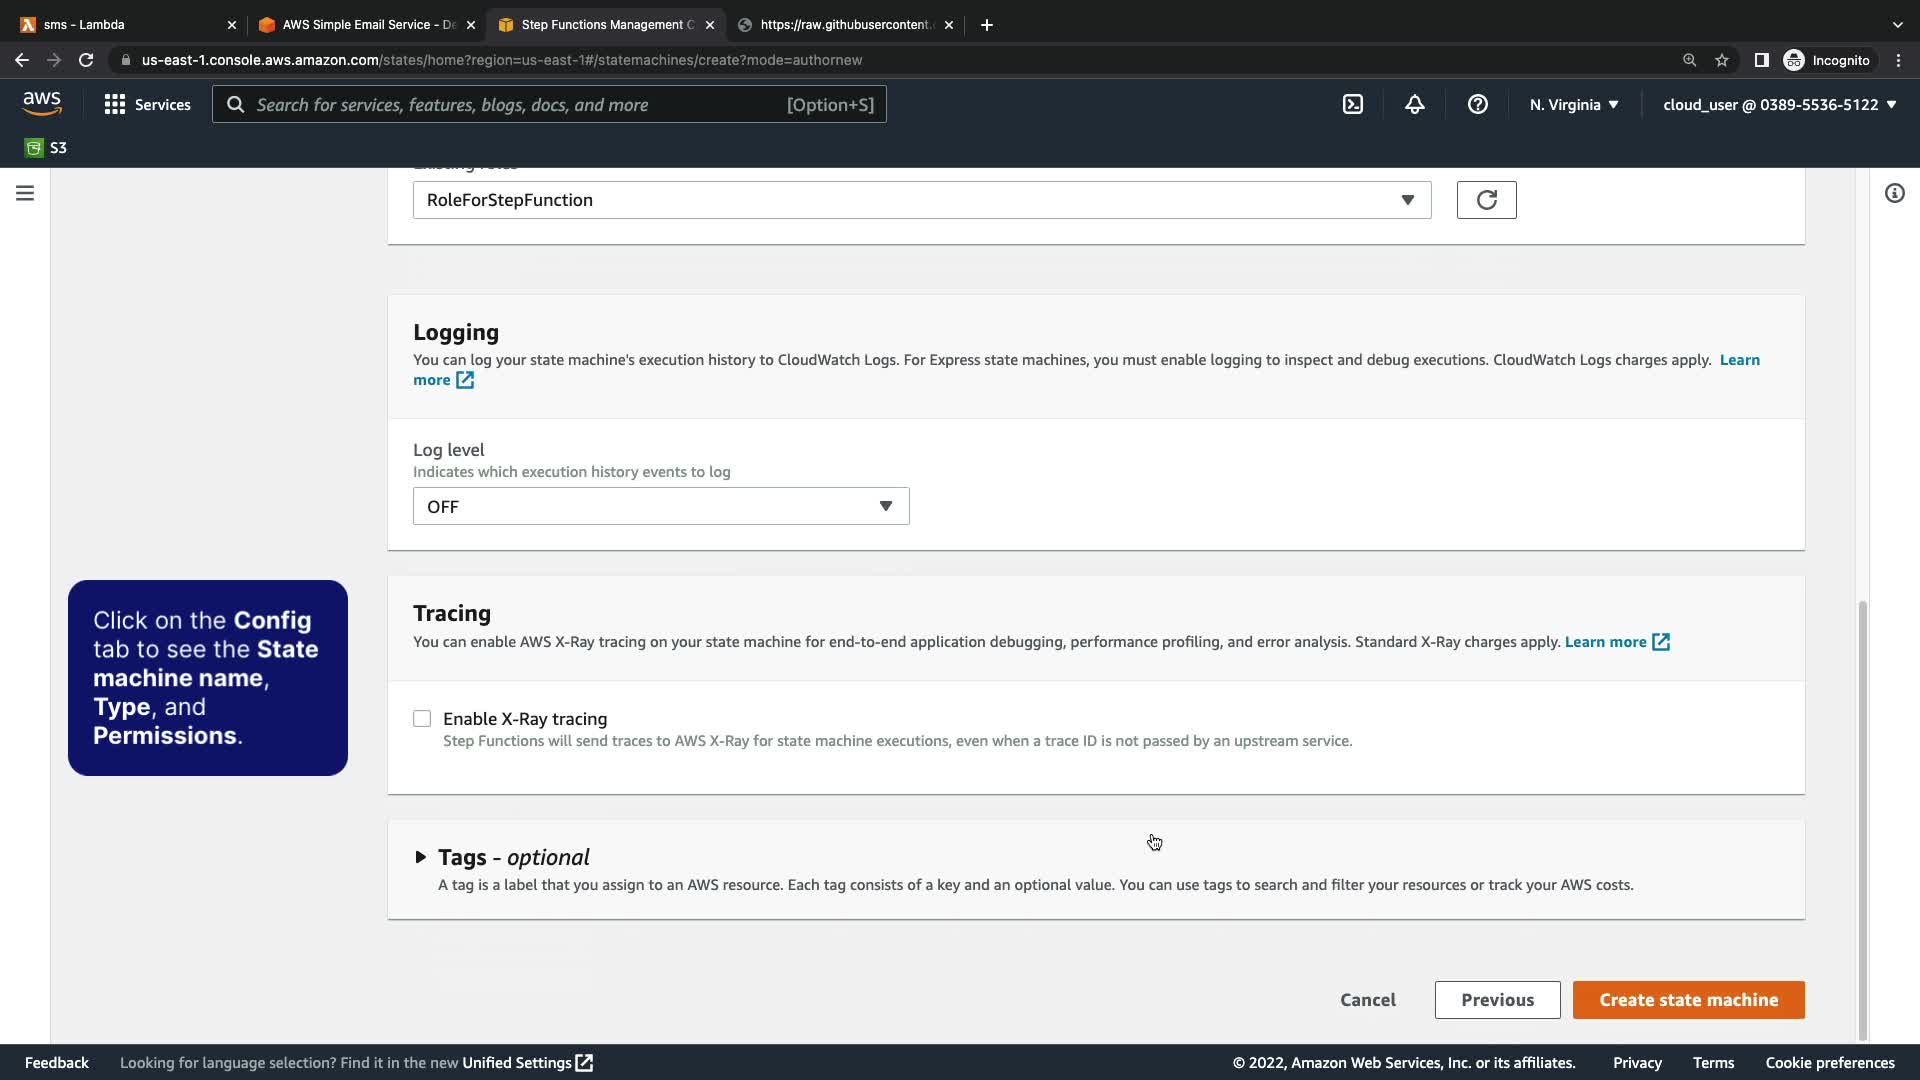 sms - Lambda
AWS Simple Email Service - De
Step Functions Management C
https://raw.githubusercontent.
us-east-1.console.aws.amazon.com/states/home?region=us-east-1#/statemachines/create?mode=authornew
Incognito
aws
Services
Search for services, features, blogs, docs, and more
[Option+S]
N. Virginia
cloud_user @ 0389-5536-5122
S3
RoleForStepFunction
Logging
You can log your state machine's execution history to CloudWatch Logs. For Express state machines, you must enable logging to inspect and debug executions. CloudWatch Logs charges apply. Learn
more
Log level
Indicates which execution history events to log
OFF
Click on the Config
tab to see the State
machine name,
Type, and
Permissions.
Tracing
You can enable AWS X-Ray tracing on your state machine for end-to-end application debugging, performance profiling, and error analysis. Standard X-Ray charges apply. Learn more
Enable X-Ray tracing
Step Functions will send traces to AWS X-Ray for state machine executions, even when a trace ID is not passed by an upstream service.
Tags - optional
A tag is a label that you assign to an AWS resource. Each tag consists of a key and an optional value. You can use tags to search and filter your resources or track your AWS costs.
Cancel
Previous
Create state machine
Feedback
Looking for language selection? Find it in the new Unified Settings
© 2022, Amazon Web Services, Inc. or its affiliates.
Privacy
Terms
Cookie preferences